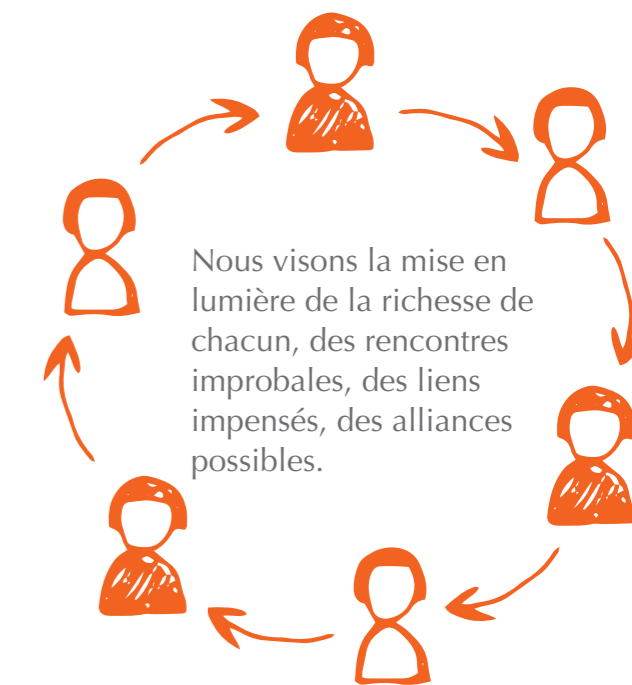 Nous visons la mise en
lumière de la richesse de
chacun, des rencontres
improbales, des liens
impensés, des alliances
possibles.